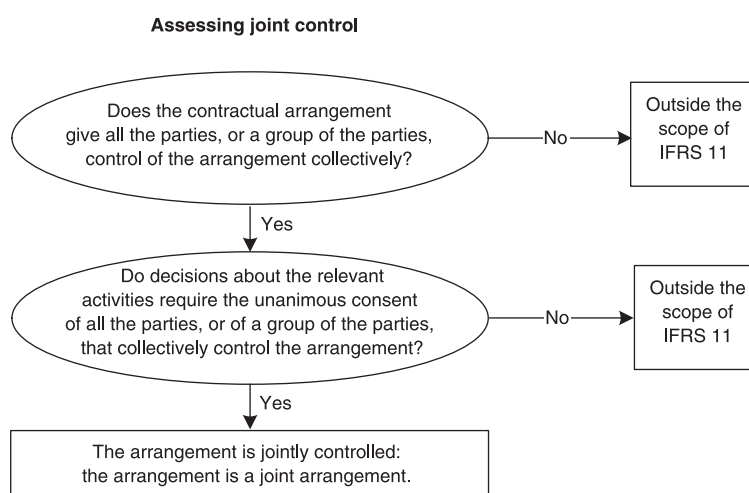 Assessing joint control
Does the contractual arrangement
give all the parties, or a group of the parties,
control of the arrangement collectively?
No
Outside the
scope of
IFRS 11
Yes
Do decisions about the relevant
activities require the unanimous consent
of all the parties, or of a group of the parties,
that collectively control the arrangement?
No
Outside the
scope of
IFRS 11
Yes
The arrangement is jointly controlled:
the arrangement is a joint arrangement.